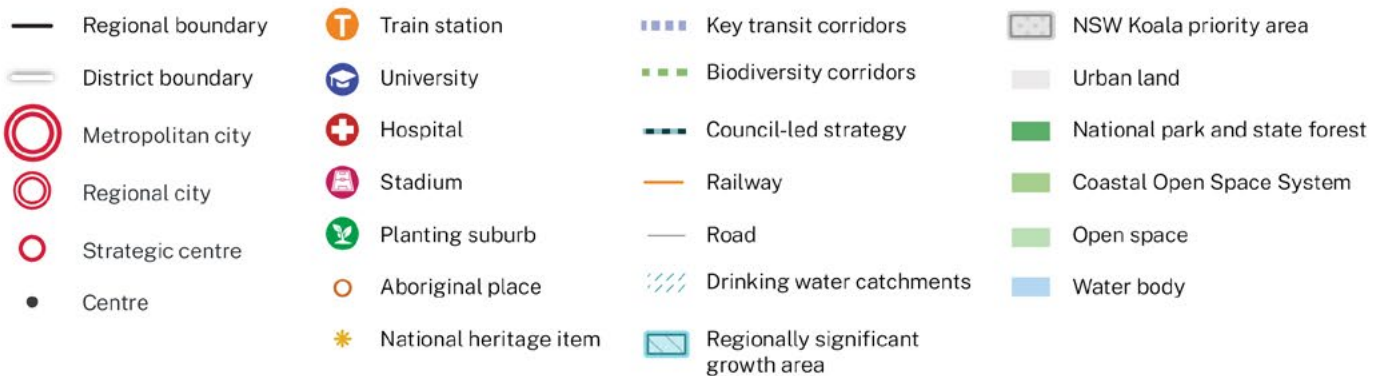 Regional boundary
District boundary
Metropolitan city
Regional city
Strategic centre
Centre
T Train station
University
Hospital
Stadium
Planting suburb
Aboriginal place
National heritage item
Key transit corridors
Biodiversity corridors
Council-led strategy
Railway
Road
Drinking water catchments
Regionally significant
growth area
NSW Koala priority area
Urban land
National park and state forest
Coastal Open Space System
Open space
Water body